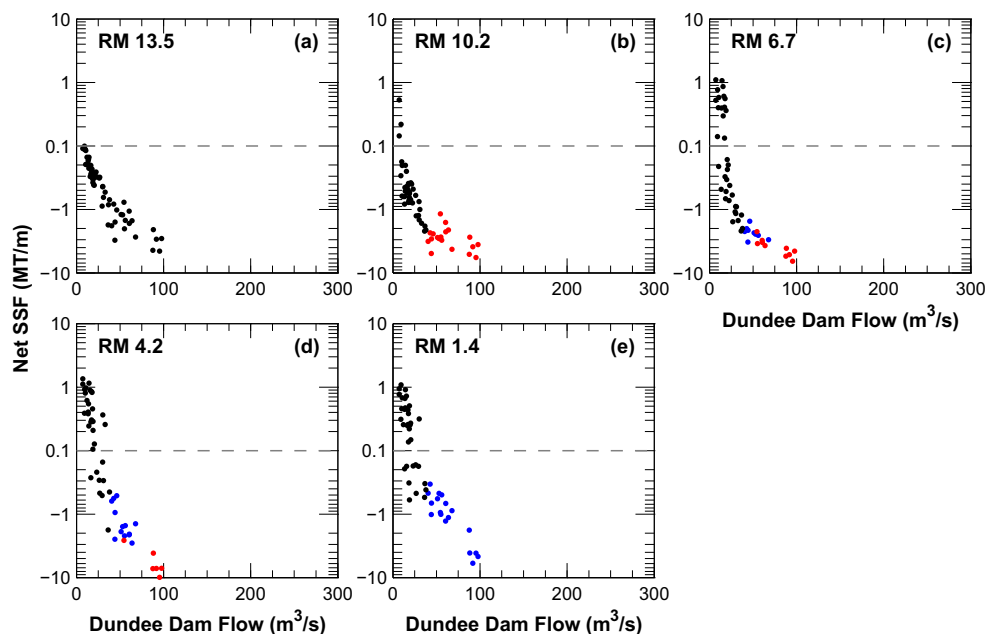 RM 13.5 (a)
RM 10.2 (b)
RM 6.7 (c)
10
1
0.1
−1
−10
0 100 200 300
10
1
0.1
−1
−10
0 100 200 300
10
1
0.1
−1
−10
0 100 200 300
Dundee Dam Flow (m³/s)
Net SSF (MT/m)
RM 4.2 (d)
RM 1.4 (e)
10
1
0.1
−1
−10
0 100 200 300
Dundee Dam Flow (m³/s)
10
1
0.1
−1
−10
0 100 200 300
Dundee Dam Flow (m³/s)